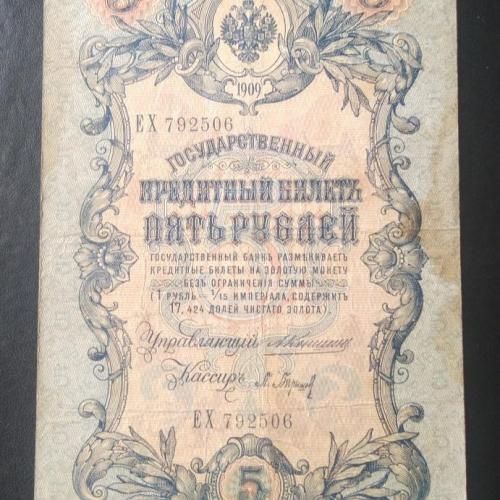 5
1909
ЕХ 792506
ГОСУДАРСТВЕННЫЙ
КРЕДИТНЫЙ БИЛЕТЪ
ПЯТЬ РУБЛЕЙ
ГОСУДАРСТВЕННЫЙ БАНКЪ РАЗМѢНИВАЕТЪ
КРЕДИТНЫЕ БИЛЕТЫ НА ЗОЛОТУЮ МОНЕТУ
БЕЗЪ ОГРАНИЧЕНІЯ СУММЫ
(1 РУБЛЬ = 1/15 ИМПЕРІАЛА, СОДЕРЖИТЪ
17,424 ДОЛЕЙ ЧИСТАГО ЗОЛОТА).
Управляющій
Кассиръ
ЕХ 792506
5